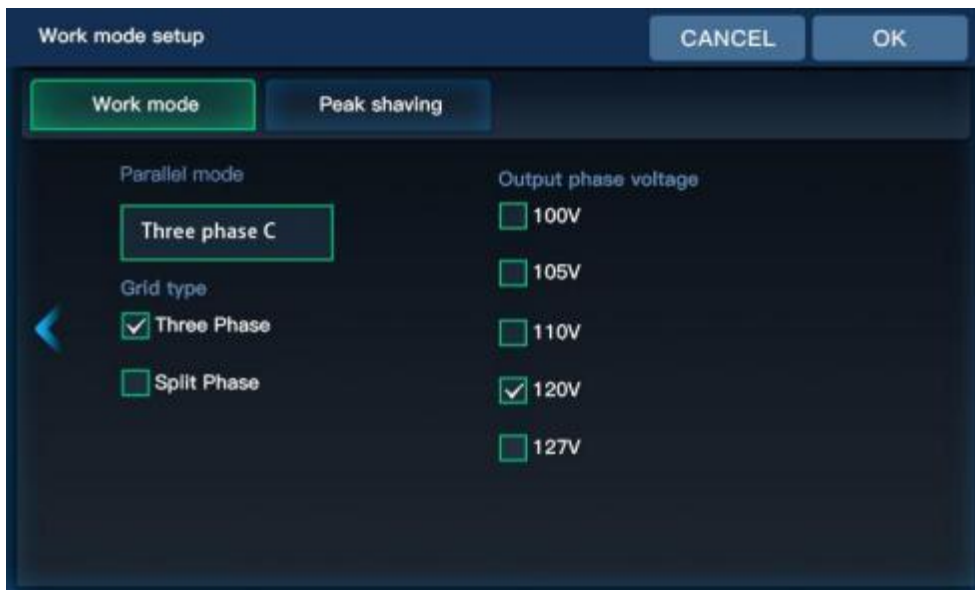 Work mode setup
CANCEL
OK
Work mode
Peak shaving
Parallel mode
Three phase C
Grid type
Three Phase
Split Phase
Output phase voltage
100V
105V
110V
120V
127V